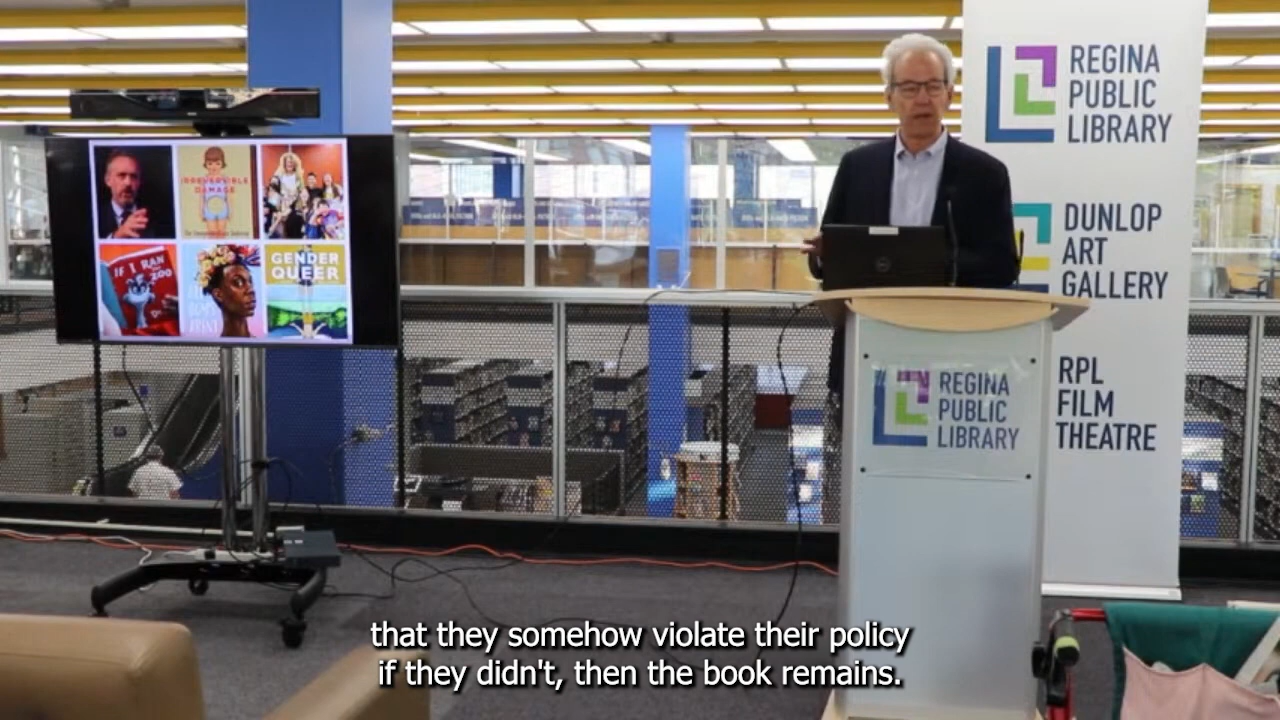 REGINA
PUBLIC
LIBRARY
DUNLOP
ART
GALLERY
RPL
FILM
THEATRE
IRREVERSIBLE
DAMAGE
IF I RAN
ZOO
GENDER
QUEER
DELL
REGINA
PUBLIC
LIBRARY
that they somehow violate their policy
if they didn't, then the book remains.